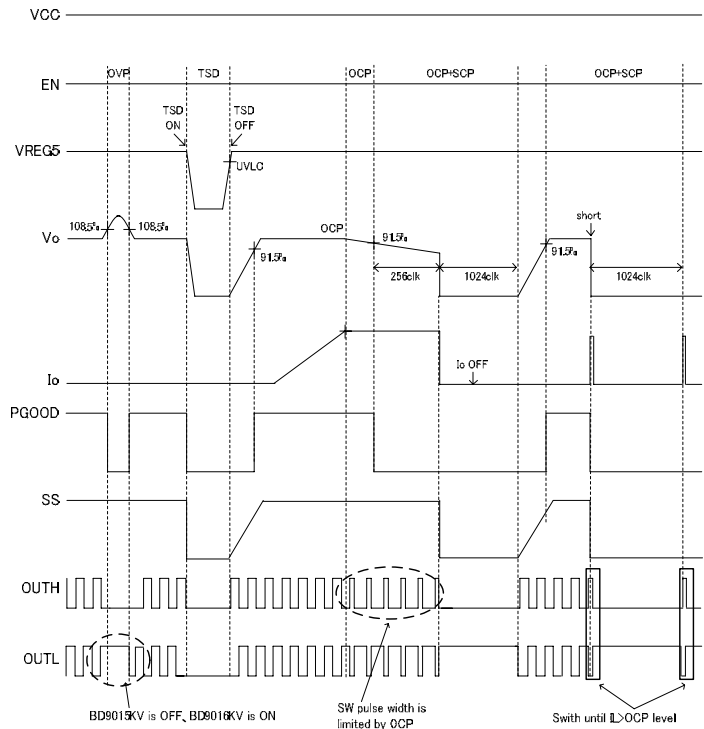 VCC
OVP TSD OCP OCP+SCP OCP+SCP
EN
TSD ON
TSD OFF
VREG5
UVLO
108.5%
108.5%
Vo
91.5%
OCP
91.5%
256clk
1024clk
91.5%
short
1024clk
Io
Io OFF
PGOOD
SS
OUTH
OUTL
BD9015KV is OFF、BD9016KV is ON
SW pulse width is
limited by OCP
Swith until IL>OCP level